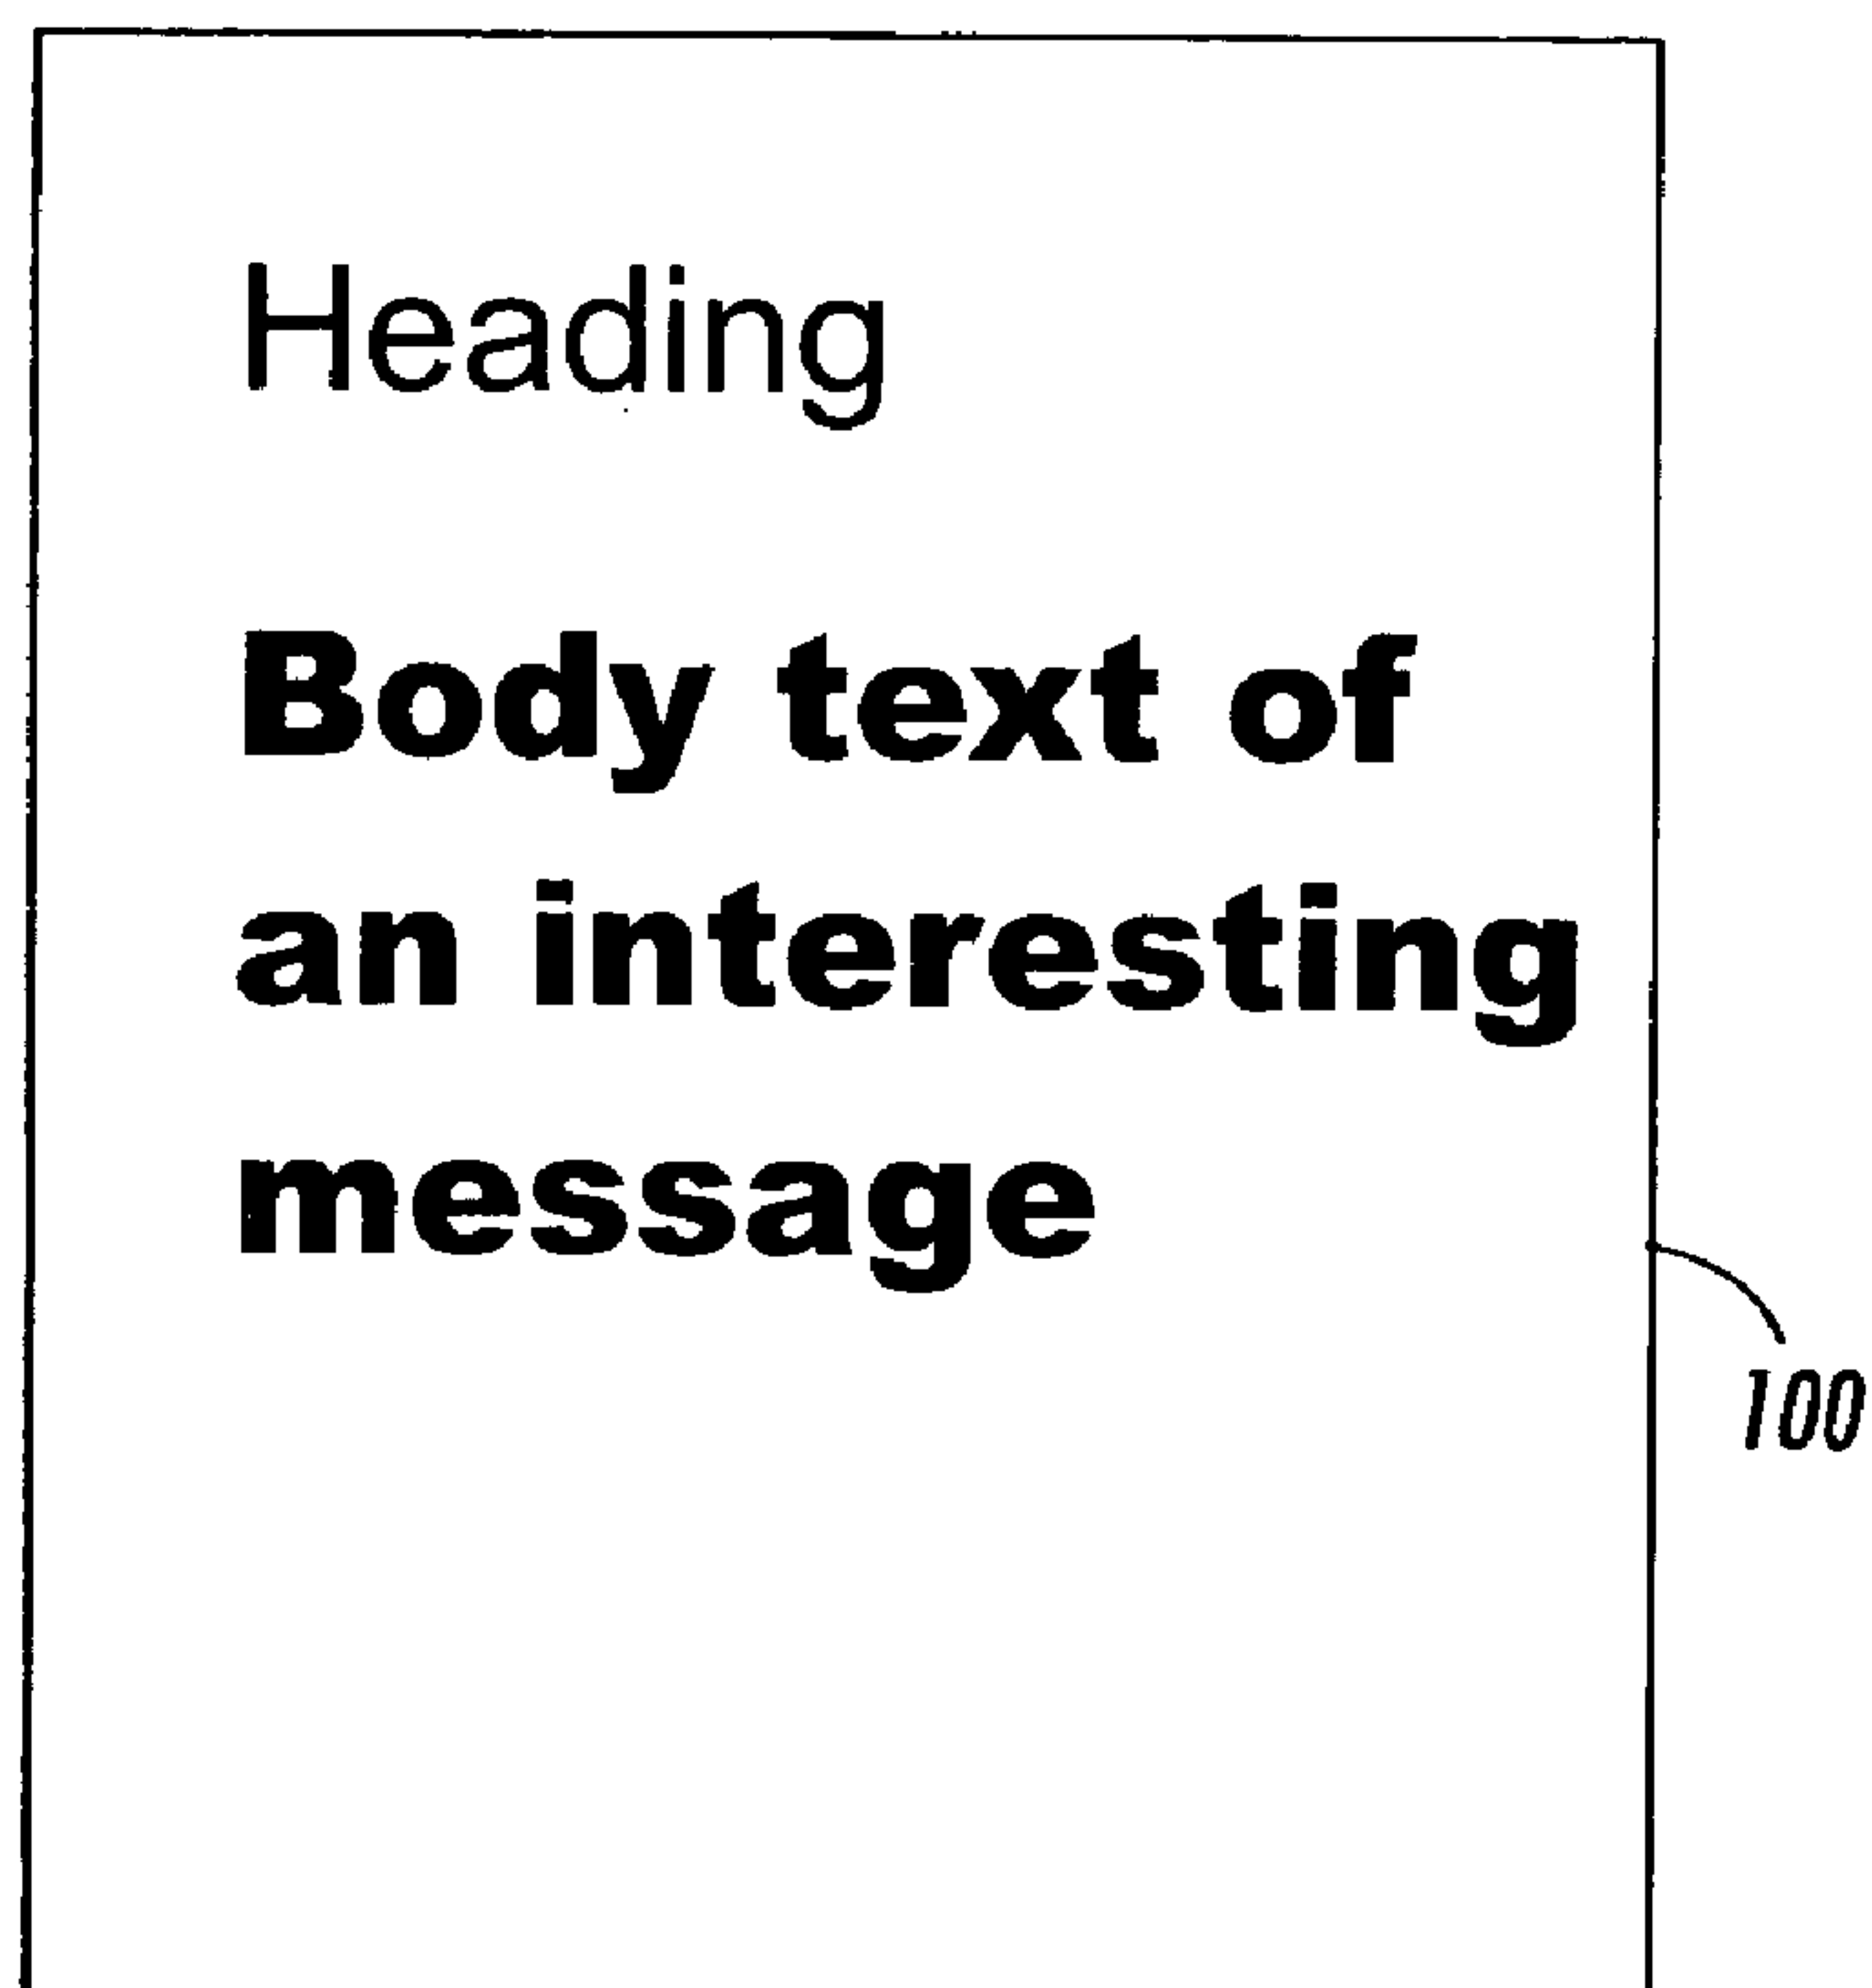 Heading
Body text of
an interesting
message
100